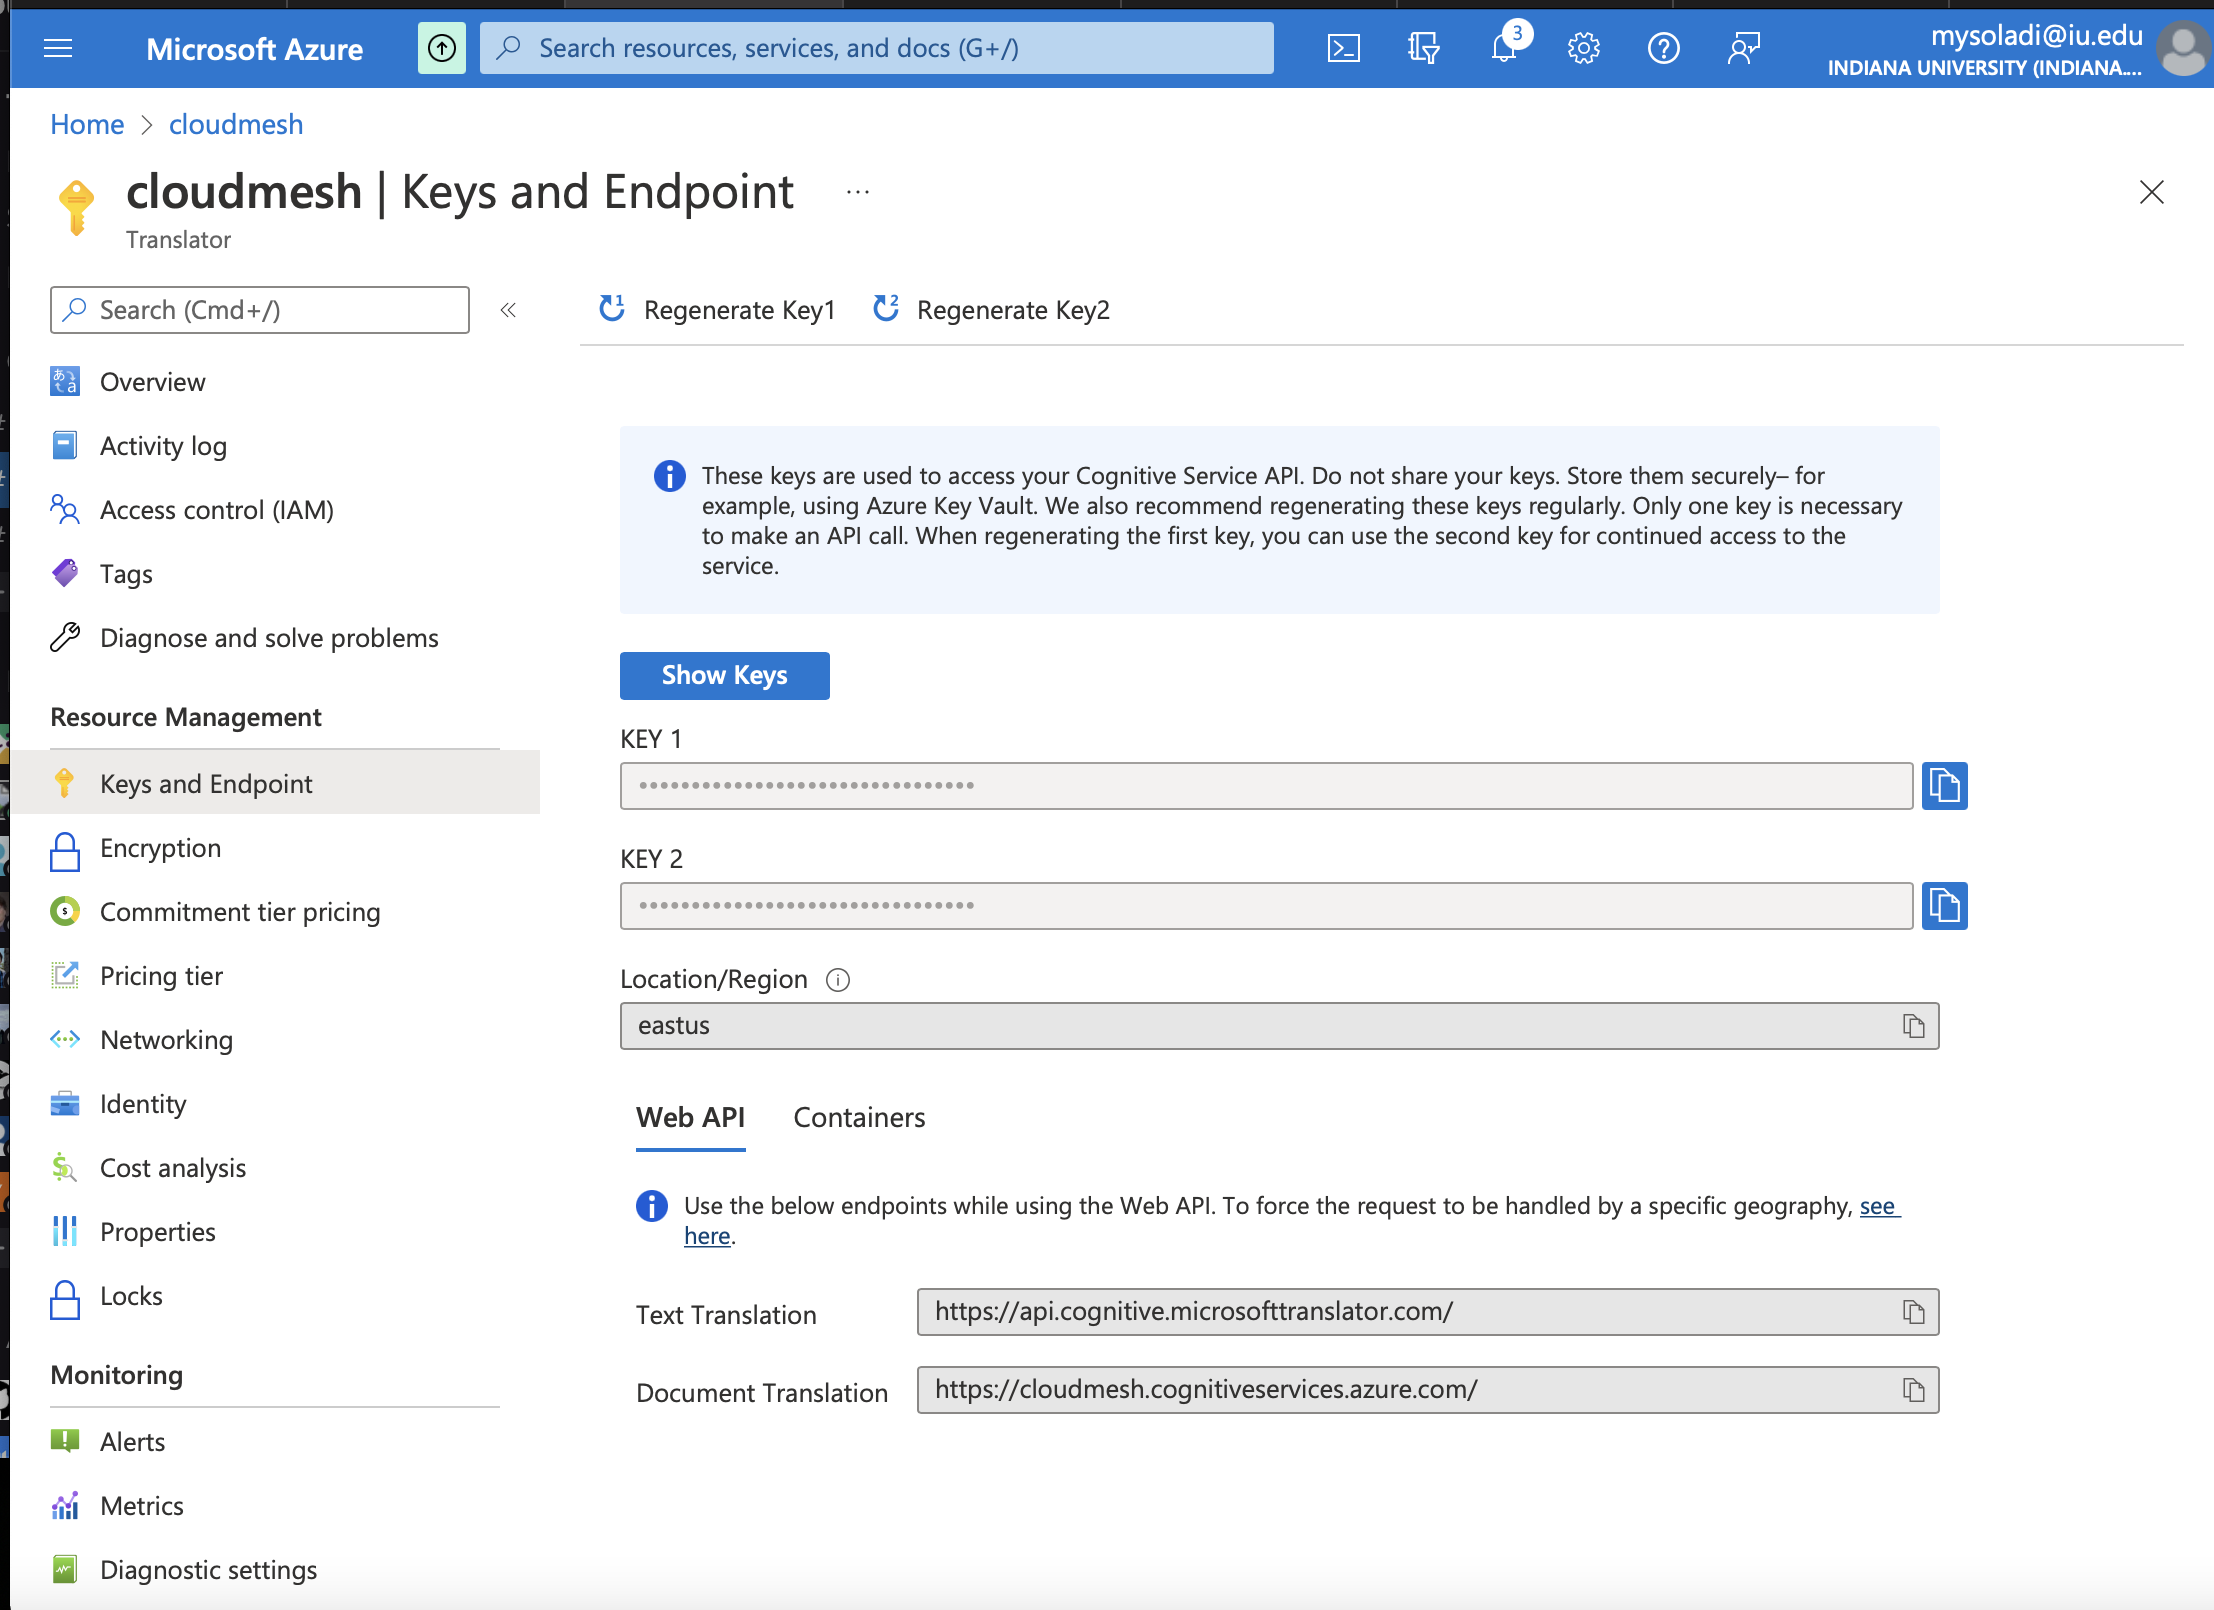 Microsoft Azure
Search resources, services, and docs (G+/)
3
mysoladi@iu.edu
INDIANA UNIVERSITY (INDIANA....
Home > cloudmesh
cloudmesh | Keys and Endpoint ...
Translator
Search (Cmd+/)
«
1 Regenerate Key1
2 Regenerate Key2
Overview
Activity log
Access control (IAM)
Tags
Diagnose and solve problems
Resource Management
Keys and Endpoint
Encryption
Commitment tier pricing
Pricing tier
Networking
Identity
Cost analysis
Properties
Locks
Monitoring
Alerts
Metrics
Diagnostic settings
These keys are used to access your Cognitive Service API. Do not share your keys. Store them securely– for
example, using Azure Key Vault. We also recommend regenerating these keys regularly. Only one key is necessary
to make an API call. When regenerating the first key, you can use the second key for continued access to the
service.
Show Keys
KEY 1
••••••••••••••••••••••••••••••••
KEY 2
••••••••••••••••••••••••••••••••
Location/Region
eastus
Web API Containers
Use the below endpoints while using the Web API. To force the request to be handled by a specific geography, see
here.
Text Translation https://api.cognitive.microsofttranslator.com/
Document Translation https://cloudmesh.cognitiveservices.azure.com/